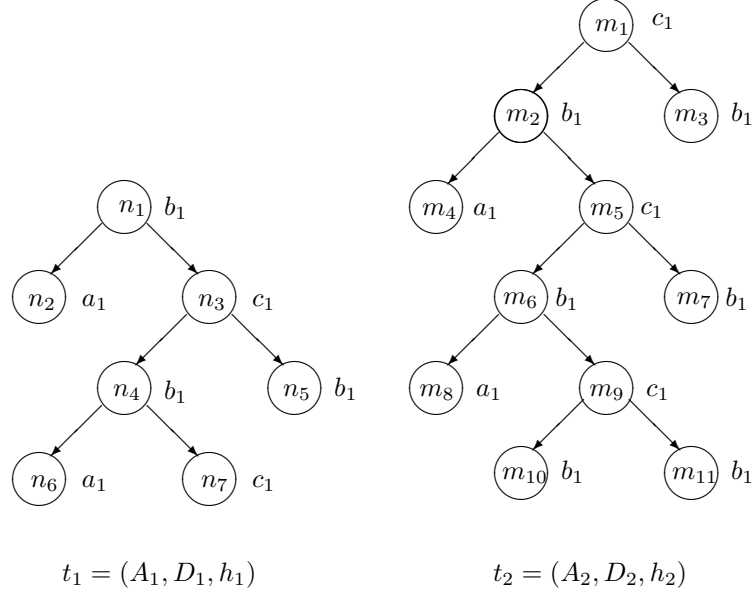 m₁ c₁
m₂ b₁ m₃ b₁
n₁ b₁ m₄ a₁ m₅ c₁
n₂ a₁ n₃ c₁ m₆ b₁ m₇ b₁
n₄ b₁ n₅ b₁ m₈ a₁ m₉ c₁
n₆ a₁ n₇ c₁ m₁₀ b₁ m₁₁ b₁
t₁ = (A₁, D₁, h₁) t₂ = (A₂, D₂, h₂)